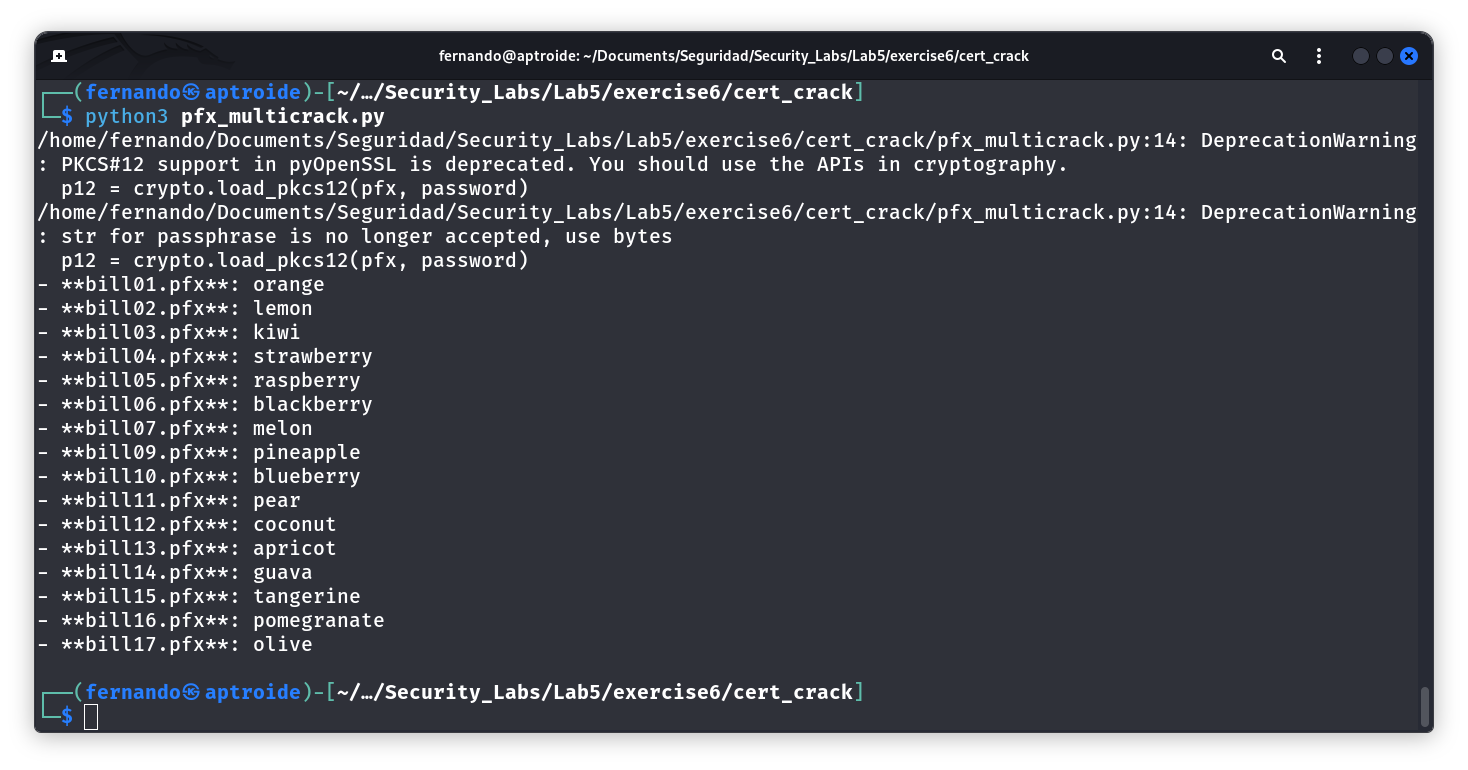 fernando@aptroide: ~/Documents/Seguridad/Security_Labs/Lab5/exercise6/cert_crack
┌──(fernando㉿aptroide)-[~/…/Security_Labs/Lab5/exercise6/cert_crack]
└─$ python3 pfx_multicrack.py
/home/fernando/Documents/Seguridad/Security_Labs/Lab5/exercise6/cert_crack/pfx_multicrack.py:14: DeprecationWarning
: PKCS#12 support in pyOpenSSL is deprecated. You should use the APIs in cryptography.
  p12 = crypto.load_pkcs12(pfx, password)
/home/fernando/Documents/Seguridad/Security_Labs/Lab5/exercise6/cert_crack/pfx_multicrack.py:14: DeprecationWarning
: str for passphrase is no longer accepted, use bytes
  p12 = crypto.load_pkcs12(pfx, password)
- **bill01.pfx**: orange
- **bill02.pfx**: lemon
- **bill03.pfx**: kiwi
- **bill04.pfx**: strawberry
- **bill05.pfx**: raspberry
- **bill06.pfx**: blackberry
- **bill07.pfx**: melon
- **bill09.pfx**: pineapple
- **bill10.pfx**: blueberry
- **bill11.pfx**: pear
- **bill12.pfx**: coconut
- **bill13.pfx**: apricot
- **bill14.pfx**: guava
- **bill15.pfx**: tangerine
- **bill16.pfx**: pomegranate
- **bill17.pfx**: olive
┌──(fernando㉿aptroide)-[~/…/Security_Labs/Lab5/exercise6/cert_crack]
└─$